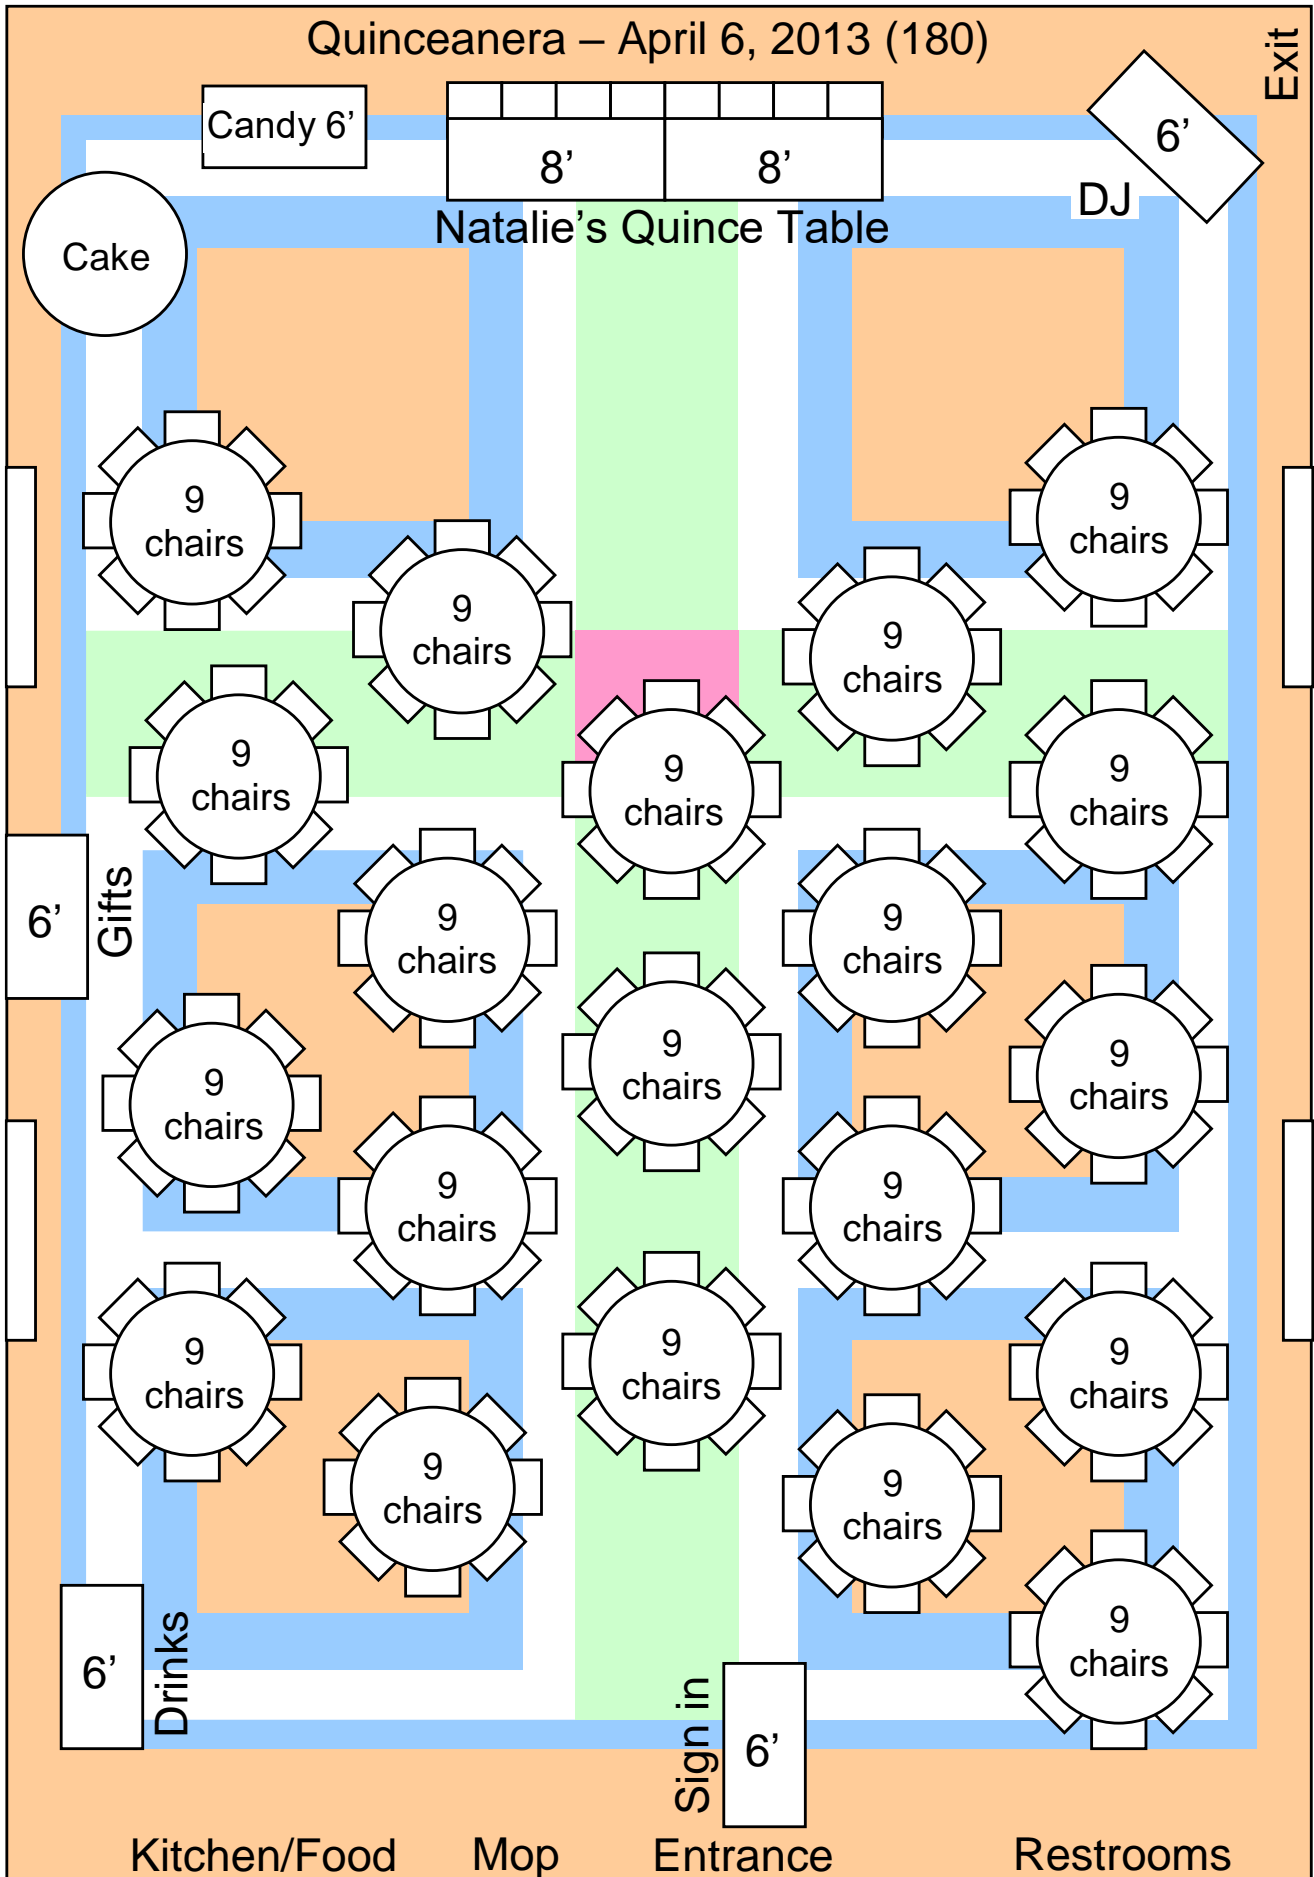 Quinceanera – April 6, 2013 (180)
Exit
Candy 6’
8’
8’
6’
DJ
Natalie’s Quince Table
Cake
9
chairs
9
chairs
9
chairs
9
chairs
9
chairs
9
chairs
9
chairs
6’
Gifts
9
chairs
9
chairs
9
chairs
9
chairs
9
chairs
9
chairs
9
chairs
9
chairs
9
chairs
9
chairs
9
chairs
9
chairs
9
chairs
6’
Drinks
Sign in
6’
Kitchen/Food
Mop
Entrance
Restrooms